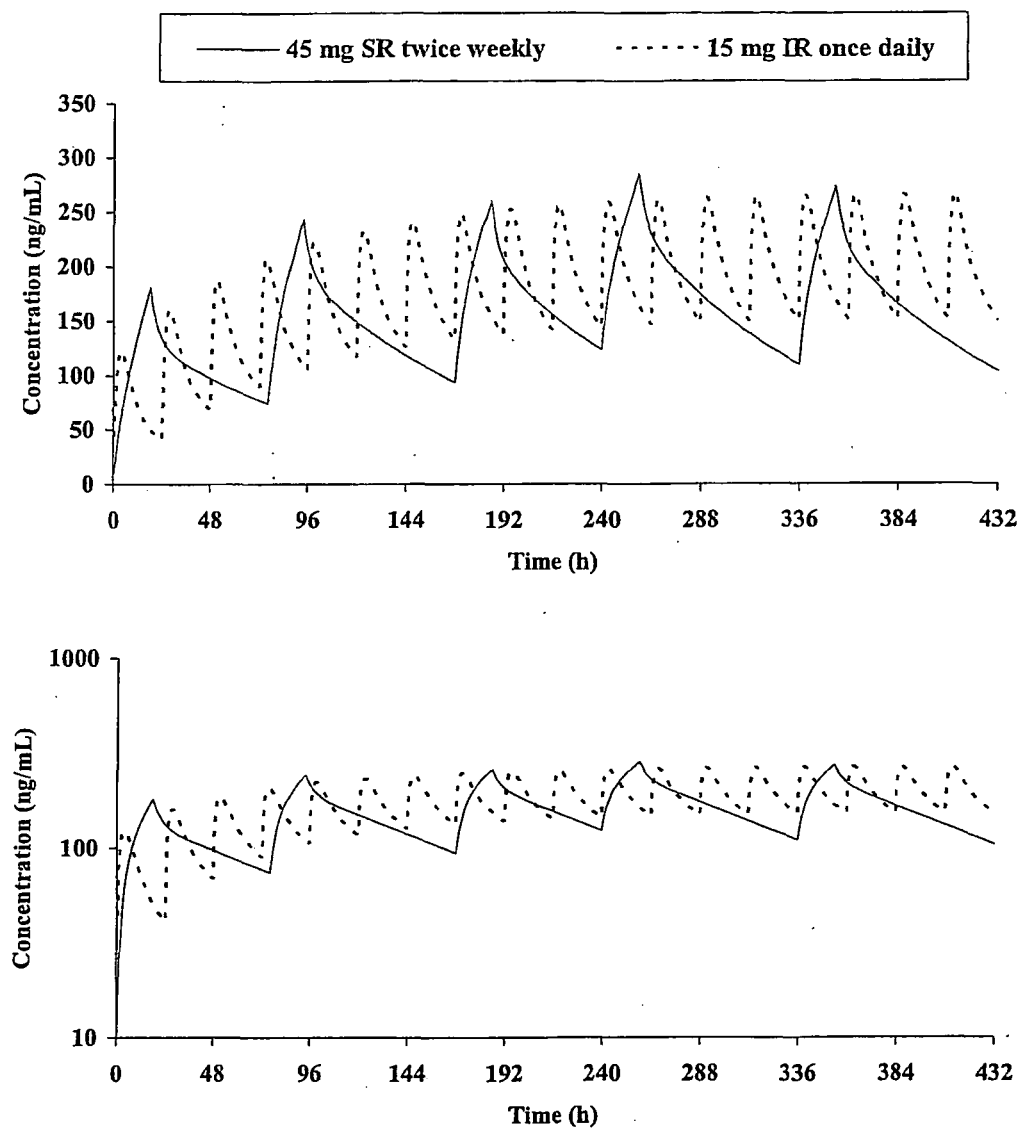 45 mg SR twice weekly 15 mg IR once daily
350
300
250
200
150
100
50
0
Concentration (ng/mL)
0 48 96 144 192 240 288 336 384 432
Time (h)
1000
100
10
Concentration (ng/mL)
0 48 96 144 192 240 288 336 384 432
Time (h)